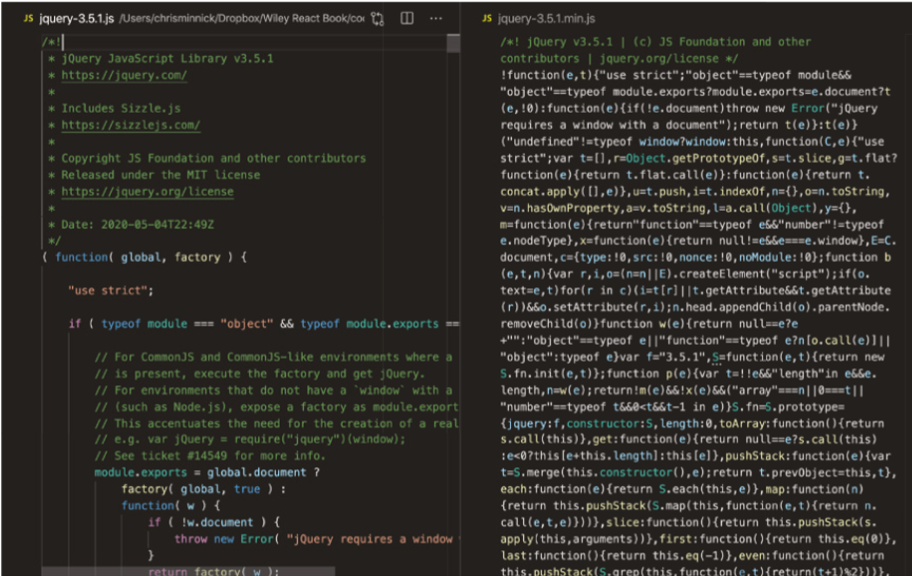 JS jquery-3.5.1.js /Users/chrisminnick/Dropbox/Wiley React Book/co
/*!
* jQuery JavaScript Library v3.5.1
* https://jquery.com/
*
* Includes Sizzle.js
* https://sizzlejs.com/
*
* Copyright JS Foundation and other contributors
* Released under the MIT license
* https://jquery.org/license
*
* Date: 2020-05-04T22:49Z
*/
( function( global, factory ) {
"use strict";
if ( typeof module === "object" && typeof module.exports ==
// For CommonJS and CommonJS-like environments where a
// is present, execute the factory and get jQuery.
// For environments that do not have a `window` with a
// (such as Node.js), expose a factory as module.export
// This accentuates the need for the creation of a real
// e.g. var jQuery = require("jquery")(window);
// See ticket #14549 for more info.
module.exports = global.document ?
factory( global, true ) :
function( w ) {
if ( !w.document ) {
throw new Error( "jQuery requires a window
}
return factory( w );
JS jquery-3.5.1.min.js
/*! jQuery v3.5.1 | (c) JS Foundation and other
contributors | jquery.org/license */
!function(e,t){"use strict";"object"==typeof module&&
"object"==typeof module.exports?module.exports=e.document?t
(e,!0):function(e){if(!e.document)throw new Error("jQuery
requires a window with a document");return t(e)}:t(e)}
("undefined"!=typeof window?window:this,function(C,e){"use
strict";var t=[],r=Object.getPrototypeOf,s=t.slice,g=t.flat?
function(e){return t.flat.call(e)}:function(e){return t.
concat.apply([],e)},u=t.push,i=t.indexOf,n={},o=n.toString,
v=n.hasOwnProperty,a=v.toString,l=a.call(Object),y={},
m=function(e){return"function"==typeof e&&"number"!=typeof
e.nodeType},x=function(e){return null!=e&&e===e.window},E=C.
document,c={type:!0,src:!0,nonce:!0,noModule:!0};function b
(e,t,n){var r,i,o=(n=n||E).createElement("script");if(o.
text=e,t)for(r in c)(i=t[r]||t.getAttribute&&t.getAttribute
(r))&&o.setAttribute(r,i);n.head.appendChild(o).parentNode.
removeChild(o)}function w(e){return null==e?e
+"":"object"==typeof e||"function"==typeof e?n[o.call(e)]||
"object":typeof e}var f="3.5.1",S=function(e,t){return new
S.fn.init(e,t)};function p(e){var t=!!e&&"length"in e&&e.
length,n=w(e);return!m(e)&&!x(e)&&("array"===n||0===t||
"number"==typeof t&&0<t&&t-1 in e)}S.fn=S.prototype=
{jquery:f,constructor:S,length:0,toArray:function(){return
s.call(this)},get:function(e){return null==e?s.call(this)
:e<0?this[e+this.length]:this[e]},pushStack:function(e){var
t=S.merge(this.constructor(),e);return t.prevObject=this,t},
each:function(e){return S.each(this,e)},map:function(n)
{return this.pushStack(S.map(this,function(e,t){return n.
call(e,t,e)}))},slice:function(){return this.pushStack(s.
apply(this,arguments))},first:function(){return this.eq(0)},
last:function(){return this.eq(-1)},even:function(){return
this.pushStack(S.grep(this,function(e,t){return(t+1)%2}))},